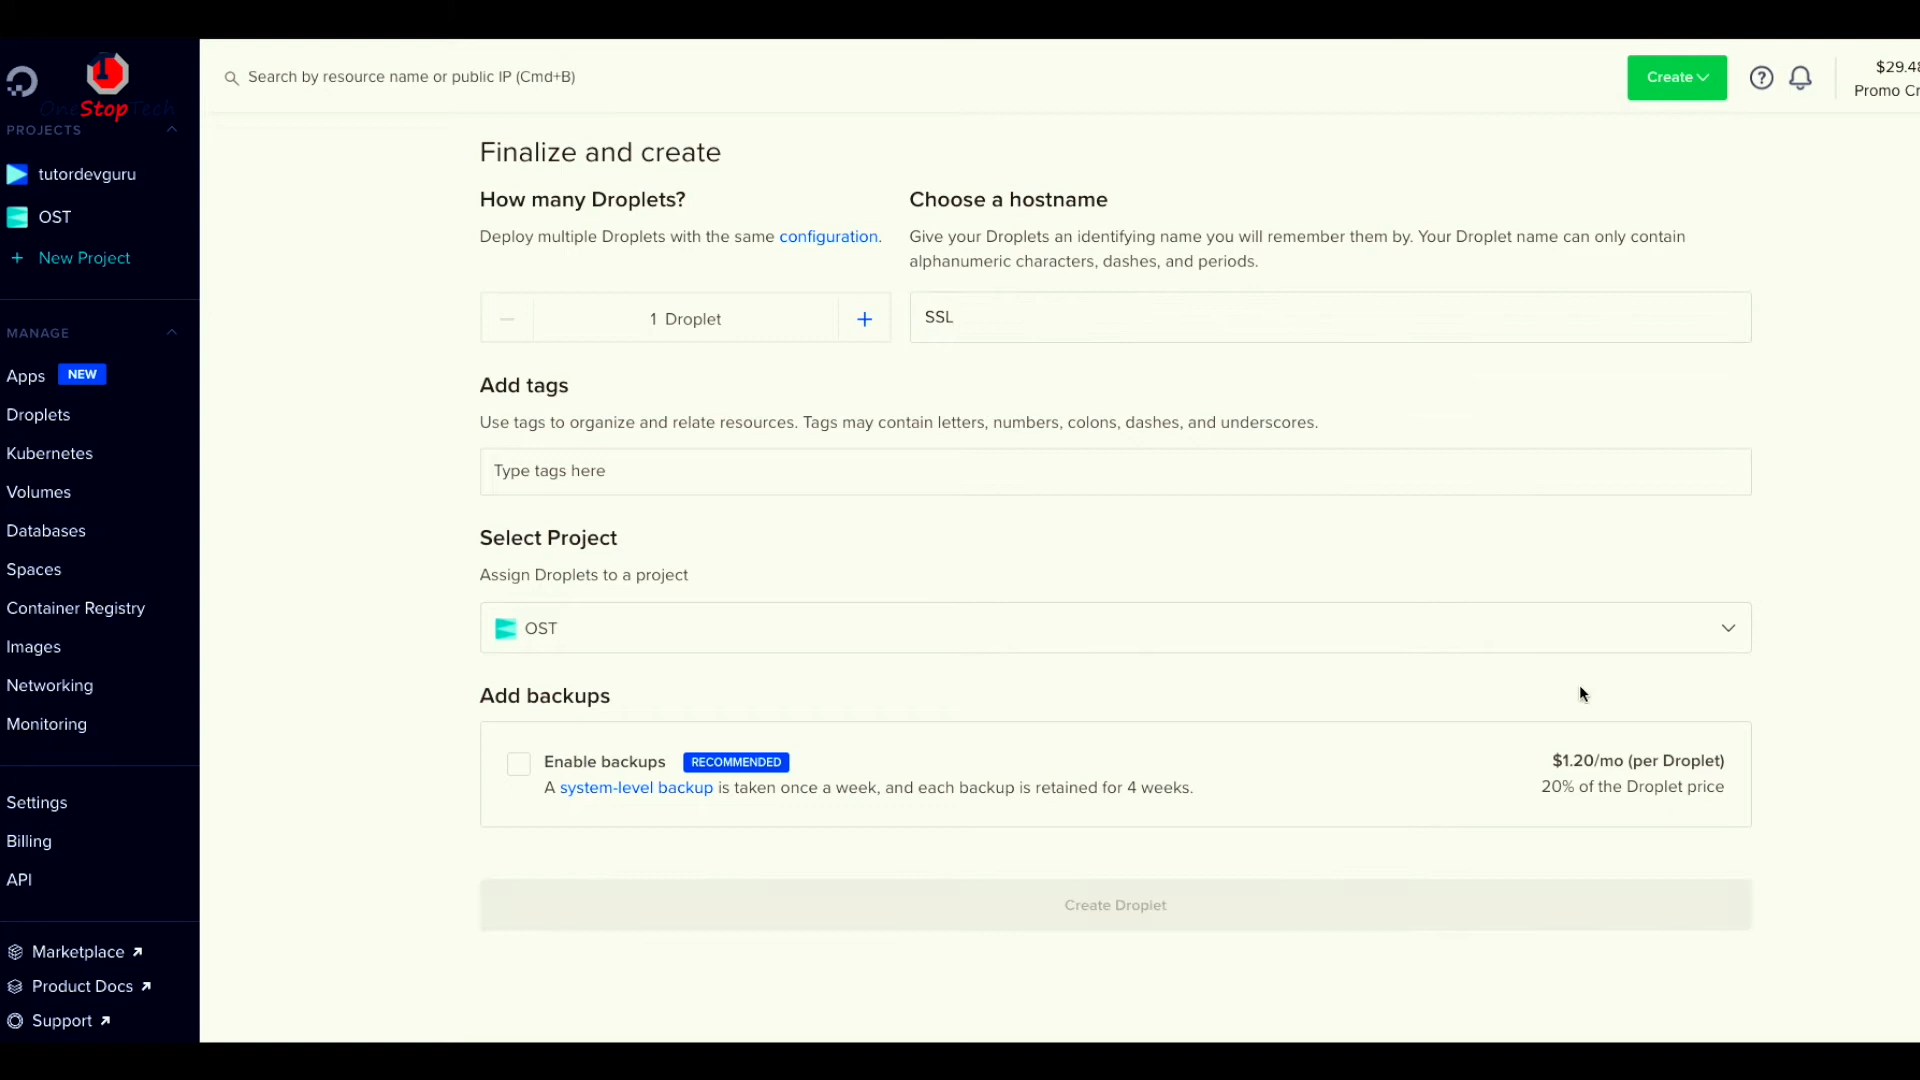 Search by resource name or public IP (Cmd+B)
Create
$29.48
Promo Cr
1
OneStopTech
PROJECTS
tutordevguru
OST
+ New Project
MANAGE
Apps NEW
Droplets
Kubernetes
Volumes
Databases
Spaces
Container Registry
Images
Networking
Monitoring
Settings
Billing
API
Marketplace
Product Docs
Support
Finalize and create
How many Droplets?
Deploy multiple Droplets with the same configuration.
1 Droplet
Choose a hostname
Give your Droplets an identifying name you will remember them by. Your Droplet name can only contain
alphanumeric characters, dashes, and periods.
SSL
Add tags
Use tags to organize and relate resources. Tags may contain letters, numbers, colons, dashes, and underscores.
Type tags here
Select Project
Assign Droplets to a project
OST
Add backups
Enable backups RECOMMENDED
A system-level backup is taken once a week, and each backup is retained for 4 weeks.
$1.20/mo (per Droplet)
20% of the Droplet price
Create Droplet